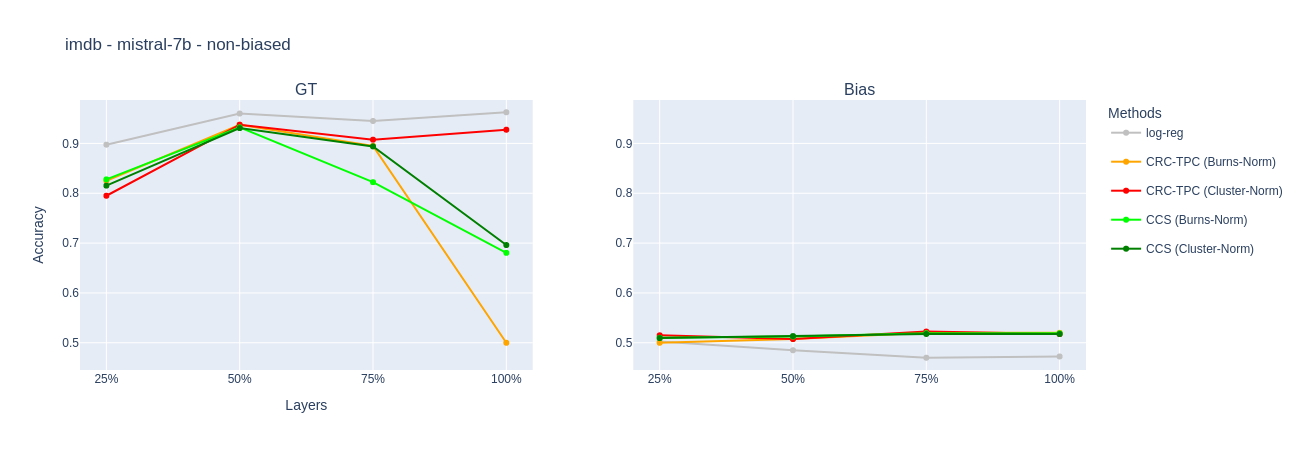 imdb - mistral-7b - non-biased
GT
Bias
0.9
0.8
0.7
0.6
0.5
Accuracy
25%
50%
75%
100%
Layers
0.9
0.8
0.7
0.6
0.5
25%
50%
75%
100%
Methods
log-reg
CRC-TPC (Burns-Norm)
CRC-TPC (Cluster-Norm)
CCS (Burns-Norm)
CCS (Cluster-Norm)